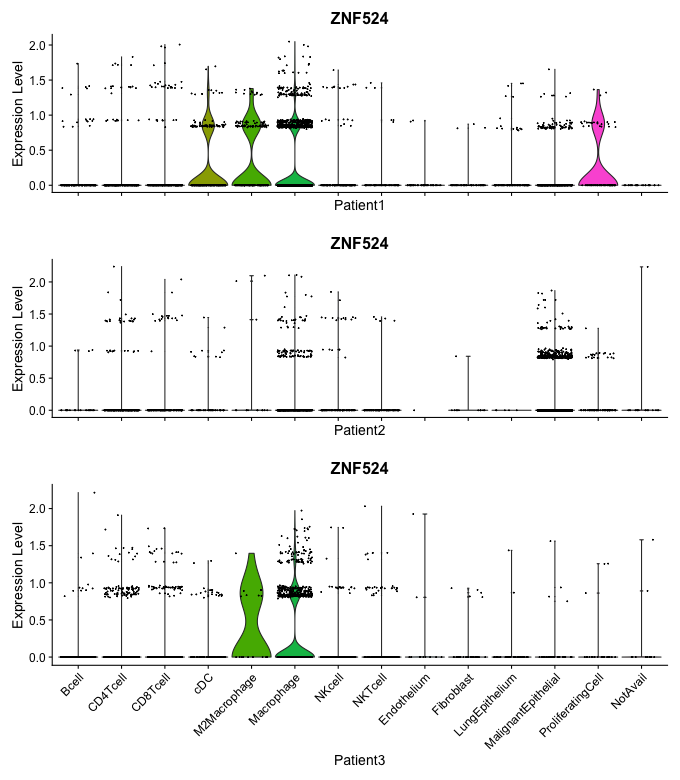 ZNF524
Expression Level
2.0
1.5
1.0
0.5
0.0
Patient1
ZNF524
Expression Level
2.0
1.5
1.0
0.5
0.0
Patient2
ZNF524
Expression Level
2.0
1.5
1.0
0.5
0.0
Bcell
CD4Tcell
CD8Tcell
cDC
M2Macrophage
Macrophage
NKcell
NKTcell
Endothelium
Fibroblast
LungEpithelium
MalignantEpithelial
ProliferatingCell
NotAvail
Patient3